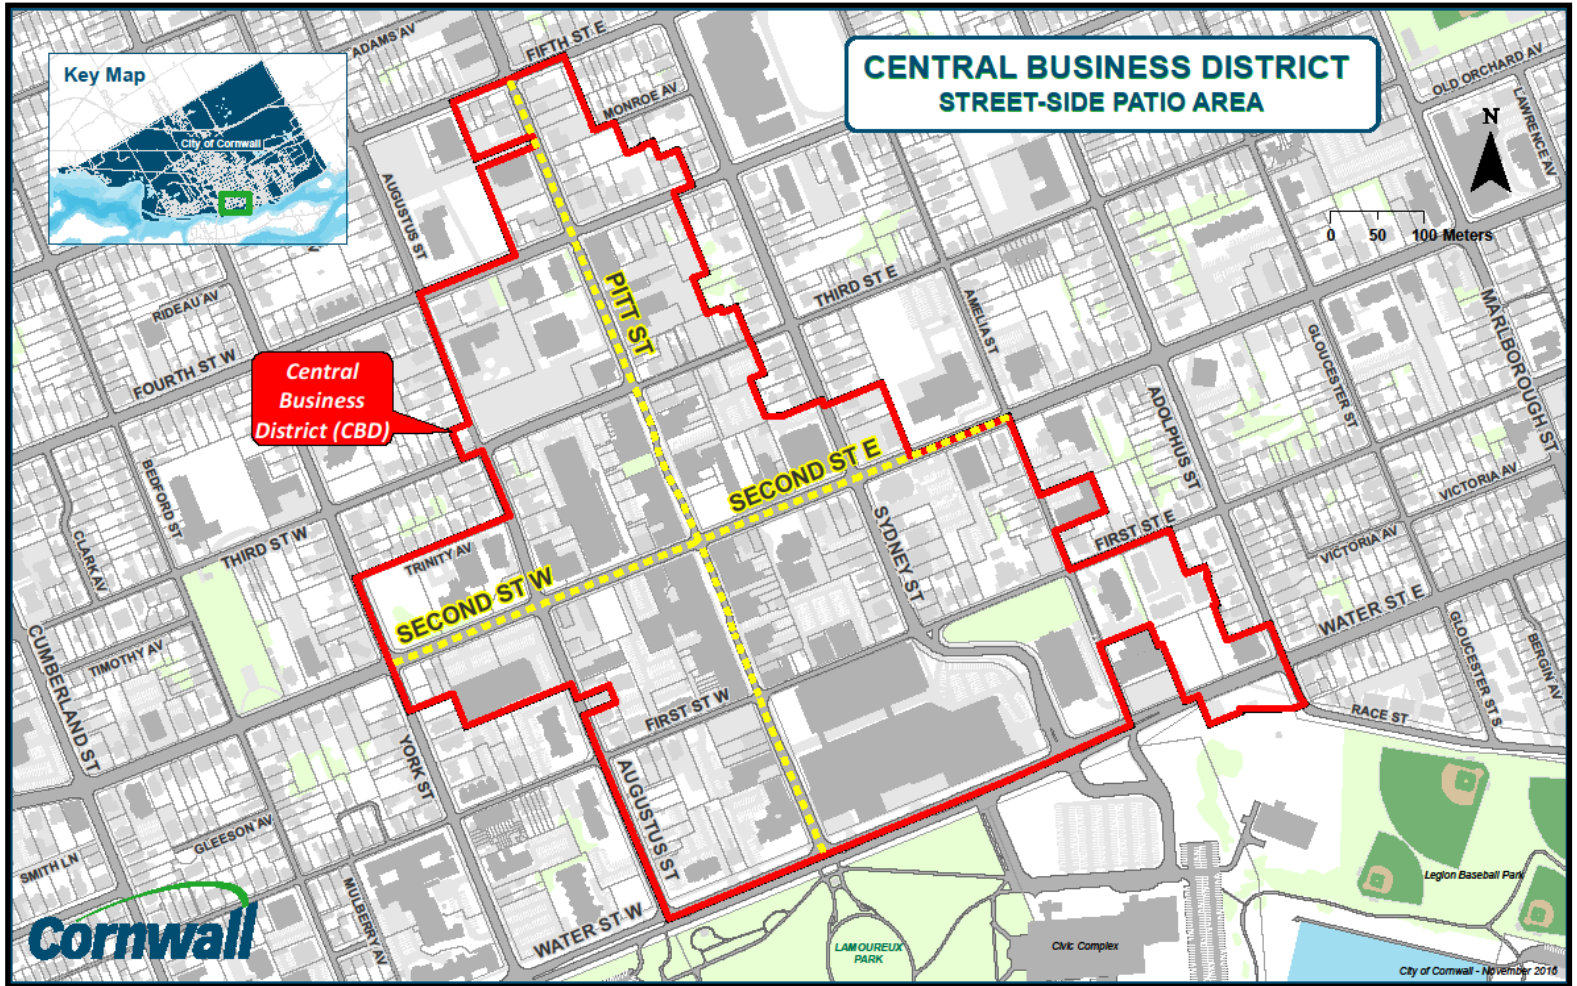 Key Map
City of Cornwall
CENTRAL BUSINESS DISTRICT
STREET-SIDE PATIO AREA
N
0 50 100 Meters
ADAMS AV
FIFTH ST E
MONROE AV
OLD ORCHARD AV
LAWRENCE AV
AUGUSTUS ST
RIDEAU AV
FOURTH ST W
PITT ST
THIRD ST E
AMELIA ST
GLOUCESTER ST
MARLBOROUGH ST
Central
Business
District (CBD)
BEDFORD ST
CLARK AV
THIRD ST W
TRINITY AV
SECOND ST W
SECOND ST E
SYDNEY ST
ADOLPHUS ST
FIRST ST E
VICTORIA AV
VICTORIA AV
WATER ST E
GLOUCESTER ST S
BERGIN AV
RACE ST
CUMBERLAND ST
TIMOTHY AV
YORK ST
FIRST ST W
AUGUSTUS ST
GLEESON AV
SMITH LN
MULBERRY AV
WATER ST W
LAMOUREUX
PARK
Civic Complex
Legion Baseball Park
Cornwall
City of Cornwall - November 2016